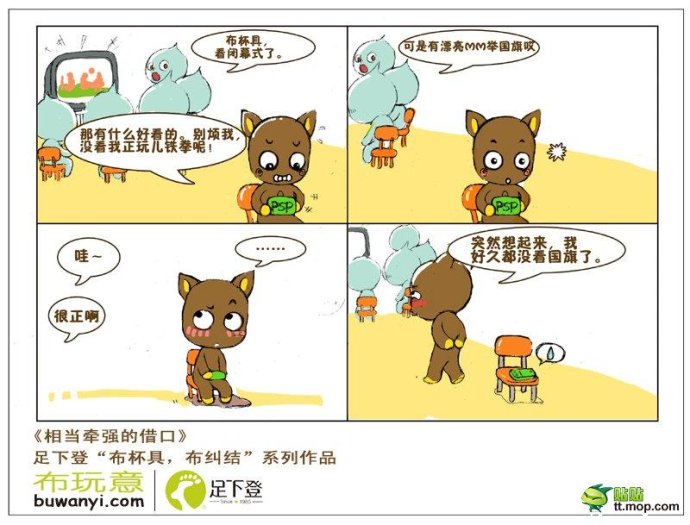 布杯具，
看闭幕式了。
那有什么好看的。别烦我，
没看我正玩儿铁拳呢！
PSP
可是有漂亮MM举国旗哎
PSP
哇~
……
很正啊
突然想起来，我
好久都没看国旗了。
《相当牵强的借口》
足下登“布杯具，布纠结”系列作品
布玩意
buwanyi.com
足下登
Since 1985
贴贴
tt.mop.com